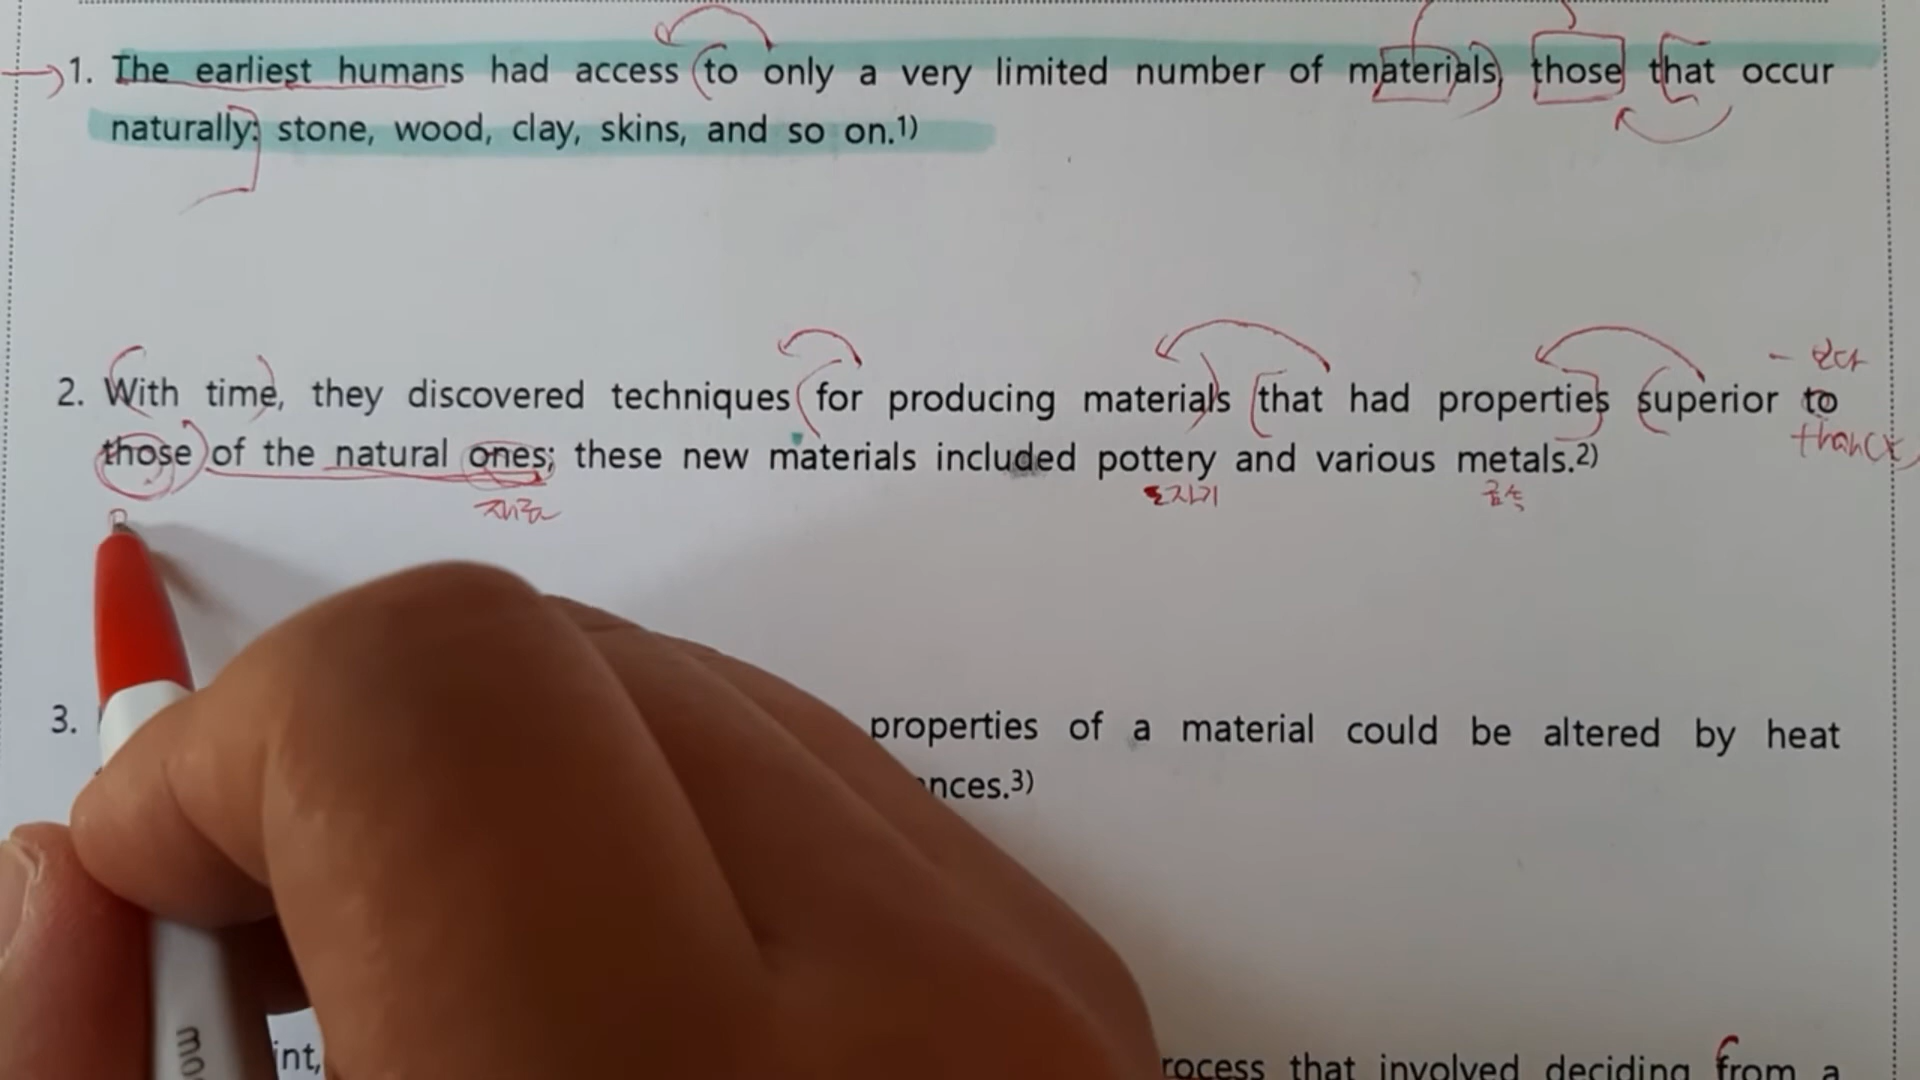 1. The earliest humans had access to only a very limited number of materials, those that occur
naturally: stone, wood, clay, skins, and so on.1)
- 보다
2. With time, they discovered techniques for producing materials that had properties superior to
than(X)
those of the natural ones; these new materials included pottery and various metals.2)
재료 도자기 금속
3. properties of a material could be altered by heat
nces.3)
int, rocess that involved deciding from a
mo